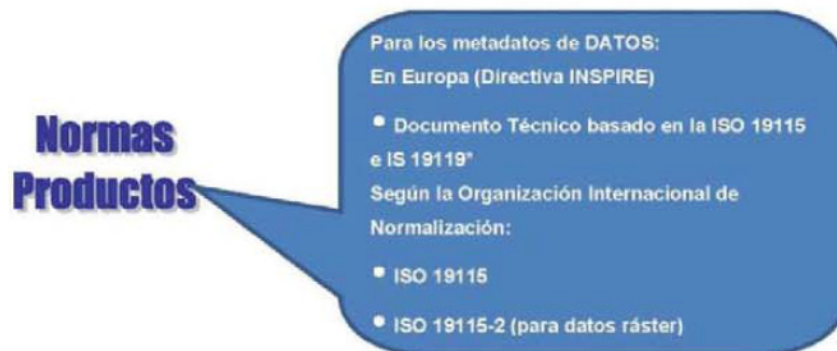 Normas
Productos
Para los metadatos de DATOS:
En Europa (Directiva INSPIRE)
• Documento Técnico basado en la ISO 19115
e IS 19119*
Según la Organización Internacional de
Normalización:
• ISO 19115
• ISO 19115-2 (para datos ráster)